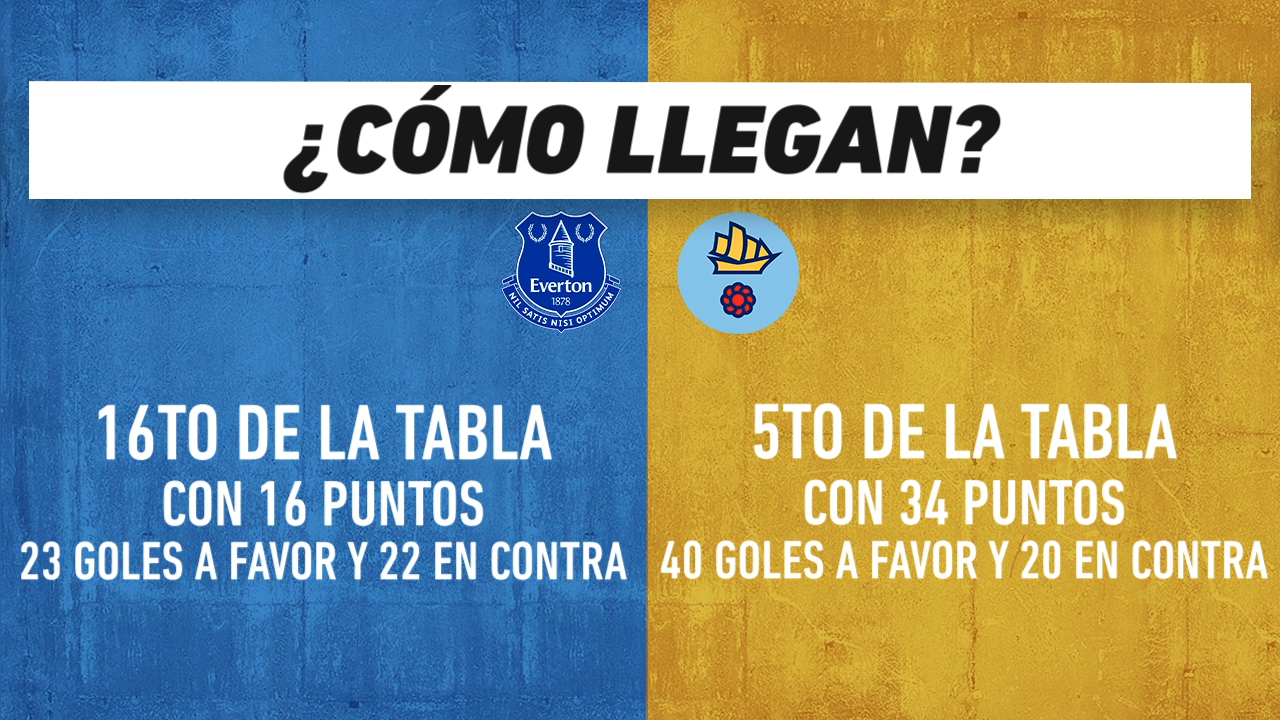 ¿CÓMO LLEGAN?
Everton
1878
NIL SATIS NISI OPTIMUM
16TO DE LA TABLA
CON 16 PUNTOS
23 GOLES A FAVOR Y 22 EN CONTRA
5TO DE LA TABLA
CON 34 PUNTOS
40 GOLES A FAVOR Y 20 EN CONTRA